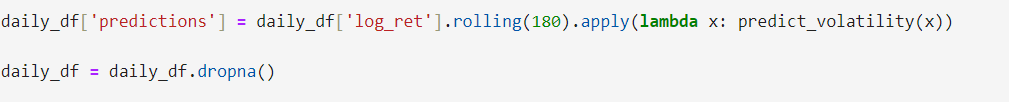 daily_df['predictions'] = daily_df['log_ret'].rolling(180).apply(lambda x: predict_volatility(x))
daily_df = daily_df.dropna()